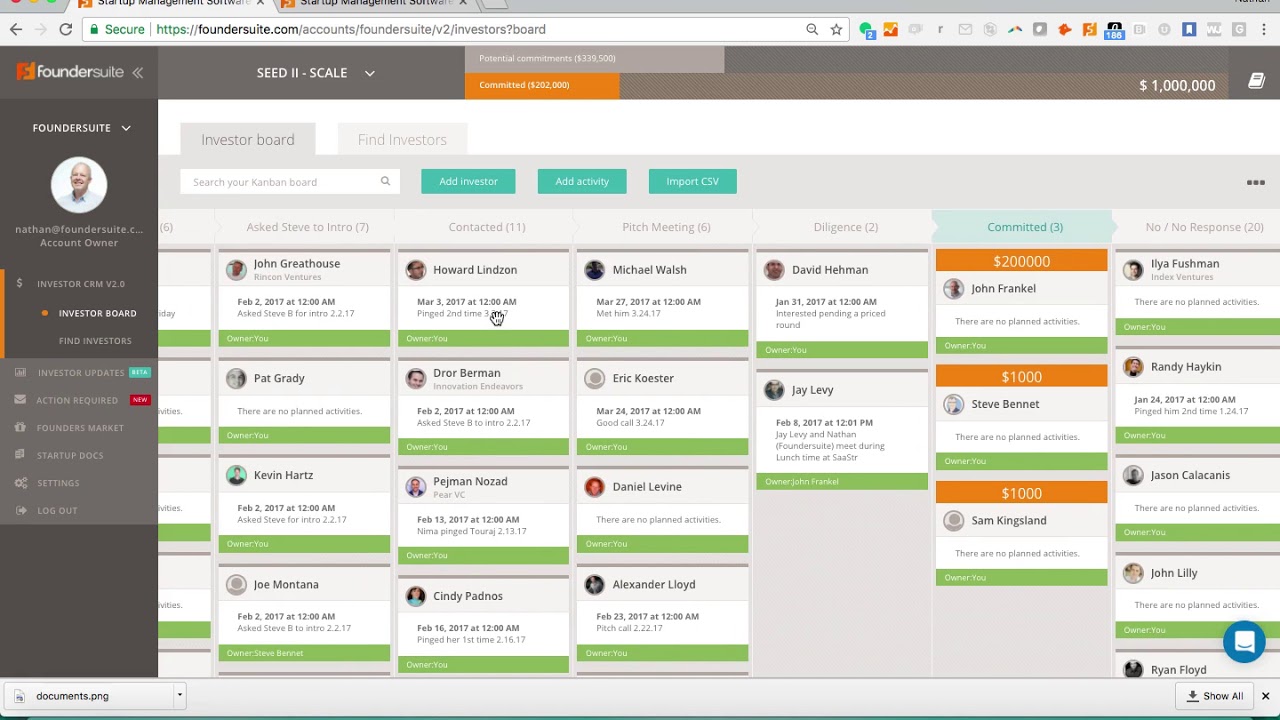 Startup Management Software
Startup Management Software
Nathan
Secure
https://foundersuite.com/accounts/foundersuite/v2/investors?board
2
186
foundersuite
SEED II - SCALE
Potential commitments ($339,500)
Committed ($202,000)
$ 1,000,000
FOUNDERSUITE
nathan@foundersuite.c...
Account Owner
INVESTOR CRM V2.0
INVESTOR BOARD
FIND INVESTORS
INVESTOR UPDATES BETA
ACTION REQUIRED NEW
FOUNDERS MARKET
STARTUP DOCS
SETTINGS
LOG OUT
Investor board
Find Investors
Search your Kanban board
Add investor
Add activity
Import CSV
(6)
iday
Asked Steve to Intro (7)
John Greathouse
Rincon Ventures
Feb 2, 2017 at 12:00 AM
Asked Steve B for intro 2.2.17
Owner:You
Pat Grady
There are no planned activities.
Owner:You
Kevin Hartz
Feb 2, 2017 at 12:00 AM
Asked Steve for intro 2.2.17
Owner:You
Joe Montana
Feb 2, 2017 at 12:00 AM
Asked Steve B to intro 2.2.17
Owner:Steve Bennet
Contacted (11)
Howard Lindzon
Mar 3, 2017 at 12:00 AM
Pinged 2nd time 3.
Owner:You
Dror Berman
Innovation Endeavors
Feb 2, 2017 at 12:00 AM
Asked Steve B to intro 2.2.17
Owner:You
Pejman Nozad
Pear VC
Feb 13, 2017 at 12:00 AM
Nima pinged Touraj 2.13.17
Owner:You
Cindy Padnos
Feb 16, 2017 at 12:00 AM
Pinged her 1st time 2.16.17
Owner:You
Pitch Meeting (6)
Michael Walsh
Mar 27, 2017 at 12:00 AM
Met him 3.24.17
Owner:You
Eric Koester
Mar 24, 2017 at 12:00 AM
Good call 3.24.17
Owner:You
Daniel Levine
There are no planned activities.
Owner:You
Alexander Lloyd
Feb 23, 2017 at 12:00 AM
Pitch call 2.22.17
Owner:You
Diligence (2)
David Hehman
Jan 31, 2017 at 12:00 AM
Interested pending a priced
round
Owner:You
Jay Levy
Feb 8, 2017 at 12:01 PM
Jay Levy and Nathan
(Foundersuite) meet during
Lunch time at SaaStr
Owner:John Frankel
Committed (3)
$200000
John Frankel
There are no planned activities.
Owner:You
$1000
Steve Bennet
There are no planned activities.
Owner:You
$1000
Sam Kingsland
There are no planned activities.
Owner:You
No / No Response (20)
Ilya Fushman
Index Ventures
There are no planned activities.
Owner:You
Randy Haykin
Jan 24, 2017 at 12:00 AM
Pinged him 2nd time 1.24.17
Owner:You
Jason Calacanis
There are no planned activities.
Owner:You
John Lilly
There are no planned activities.
Owner:You
Ryan Floyd
documents.png
Show All